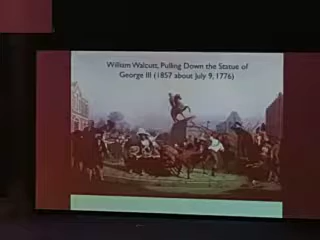 William Walcutt, Pulling Down the Statue of
George III (1857 about July 9, 1776)